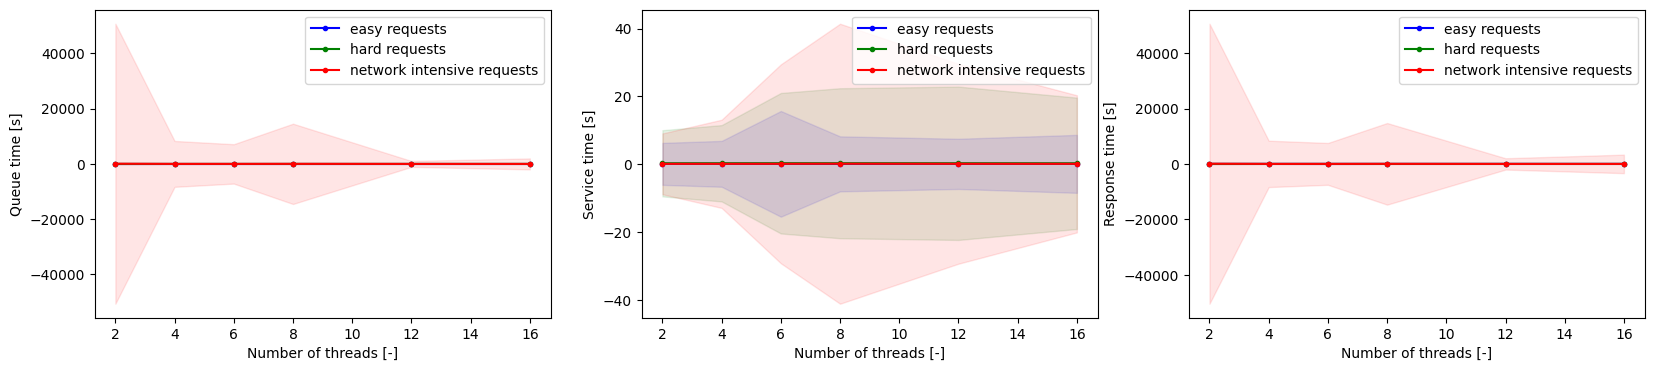 40000
20000
0
−20000
−40000
Queue time [s]
easy requests
hard requests
network intensive requests
2 4 6 8 10 12 14 16
Number of threads [-]
40
20
0
−20
−40
Service time [s]
easy requests
hard requests
network intensive requests
2 4 6 8 10 12 14 16
Number of threads [-]
40000
20000
0
−20000
−40000
Response time [s]
easy requests
hard requests
network intensive requests
2 4 6 8 10 12 14 16
Number of threads [-]